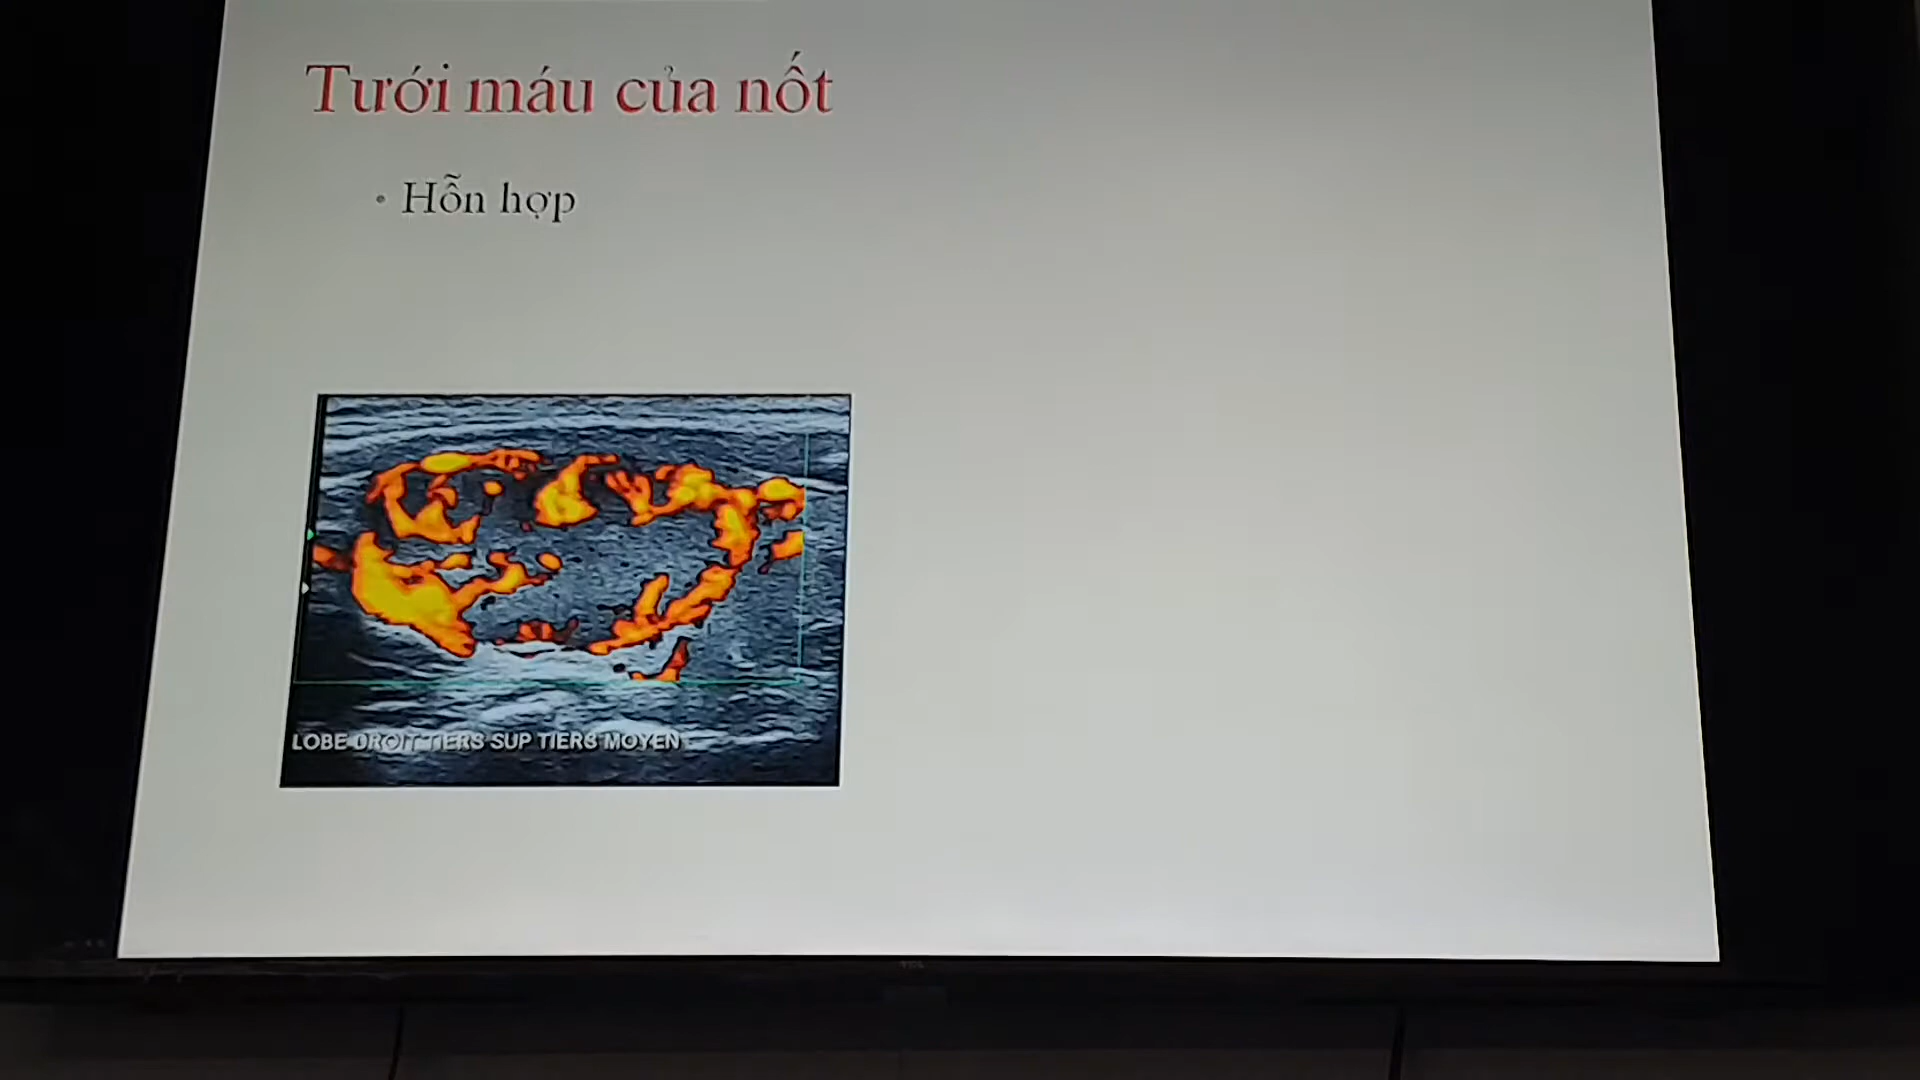 Tưới máu của nốt
• Hỗn hợp
LOBE DROIT TIERS SUP TIERS MOYEN